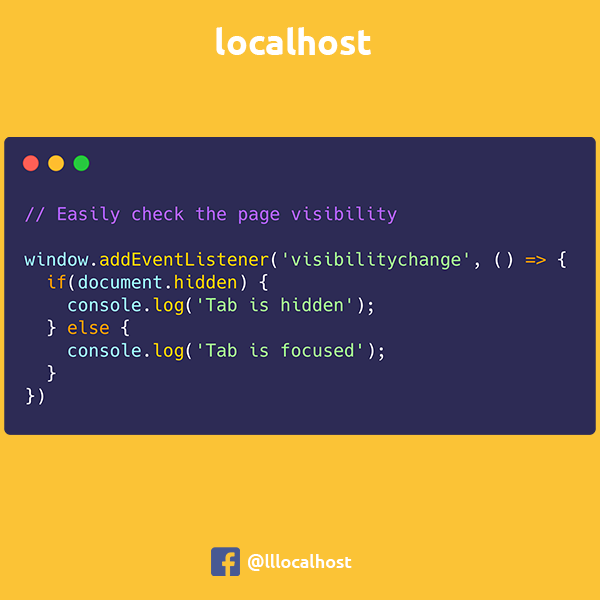 localhost
// Easily check the page visibility
window.addEventListener('visibilitychange', () => {
  if(document.hidden) {
    console.log('Tab is hidden');
  } else {
    console.log('Tab is focused');
  }
})
@lllocalhost